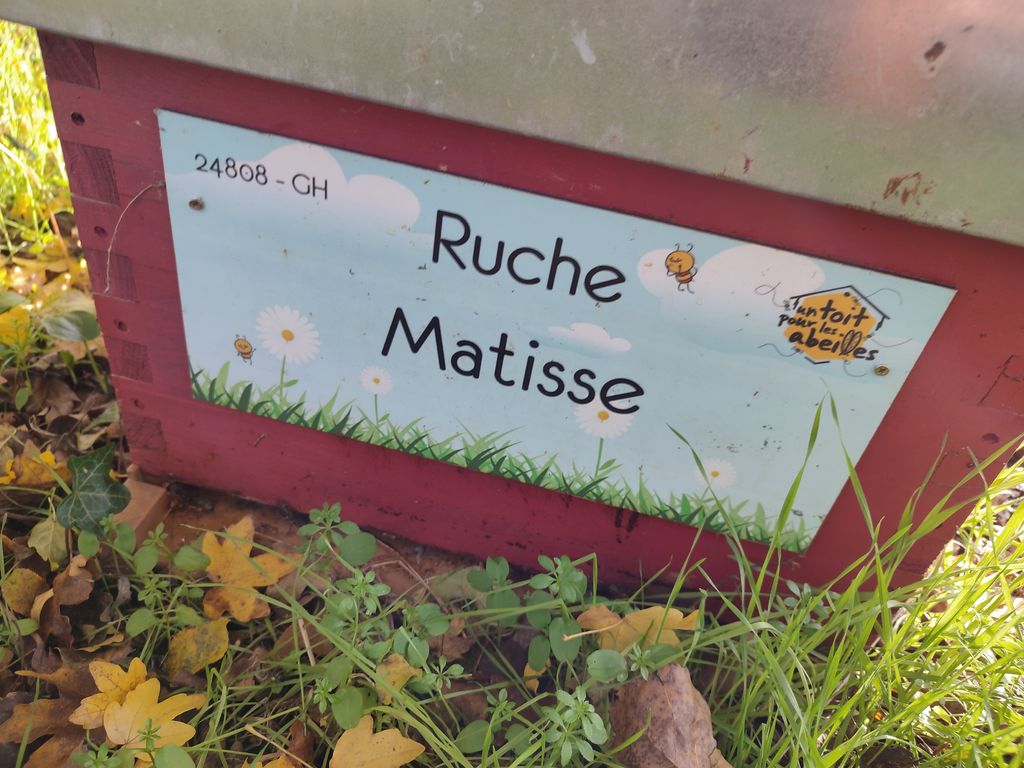 24808 - GH
Ruche
Matisse
un toit
pour les
abeilles